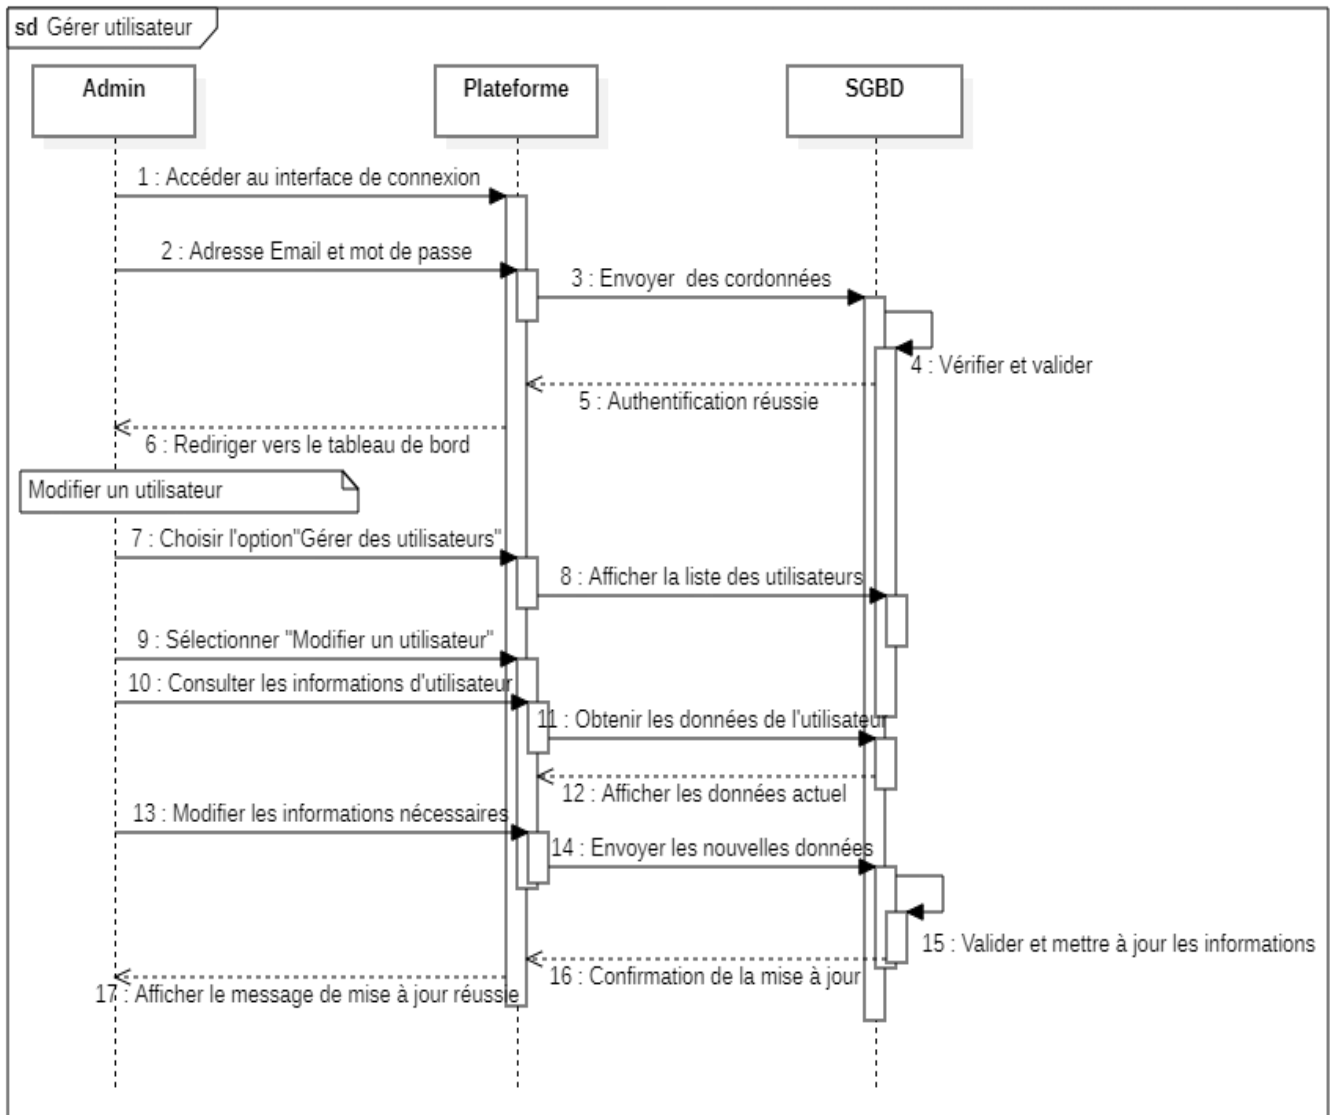 sd Gérer utilisateur
Admin
Plateforme
SGBD
1 : Accéder au interface de connexion
2 : Adresse Email et mot de passe
3 : Envoyer  des cordonnées
4 : Vérifier et valider
5 : Authentification réussie
6 : Rediriger vers le tableau de bord
Modifier un utilisateur
7 : Choisir l'option"Gérer des utilisateurs"
8 : Afficher la liste des utilisateurs
9 : Sélectionner "Modifier un utilisateur"
10 : Consulter les informations d'utilisateur
11 : Obtenir les données de l'utilisateur
12 : Afficher les données actuel
13 : Modifier les informations nécessaires
14 : Envoyer les nouvelles données
15 : Valider et mettre à jour les informations
16 : Confirmation de la mise à jour
17 : Afficher le message de mise à jour réussie